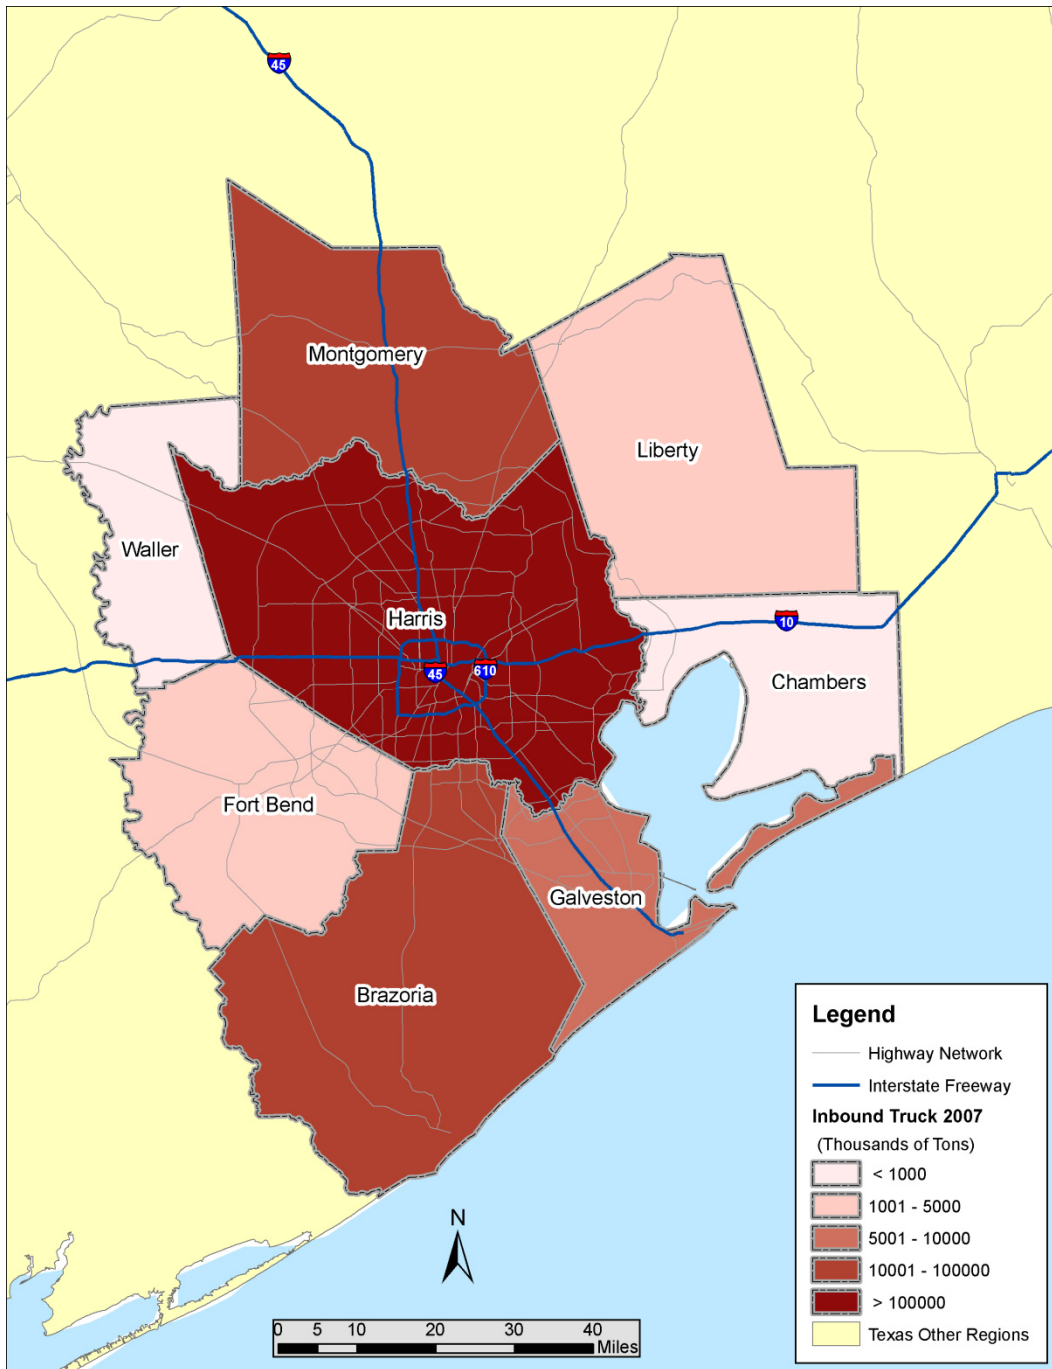 45
Montgomery
Liberty
Waller
Harris
10
45
610
Chambers
Fort Bend
Galveston
Brazoria
Legend
Highway Network
Interstate Freeway
Inbound Truck 2007
(Thousands of Tons)
< 1000
1001 - 5000
5001 - 10000
10001 - 100000
> 100000
Texas Other Regions
N
0 5 10 20 30 40
Miles